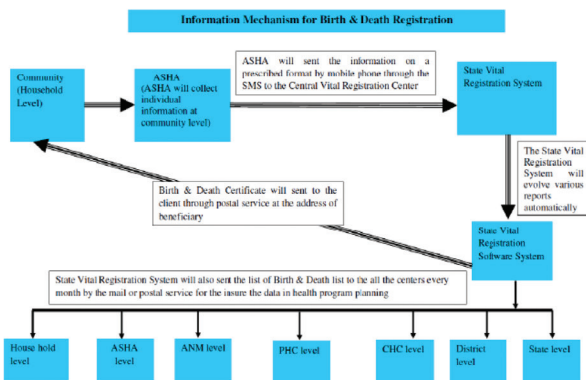 Information Mechanism for Birth & Death Registration
Community
(Household
Level)
ASHA
(ASHA will collect
individual
information at
community level)
ASHA will sent the information on a
prescribed format by mobile phone through the
SMS to the Central Vital Registration Center
State Vital
Registration System
The State Vital
Registration
System will
evolve various
reports
automatically
Birth & Death Certificate will sent to the
client through postal service at the address of
beneficiary
State Vital
Registration
Software System
State Vital Registration System will also sent the list of Birth & Death list to the all the centers every
month by the mail or postal service for the insure the data in health program planning
House hold
level
ASHA
level
ANM level
PHC level
CHC level
District
level
State level